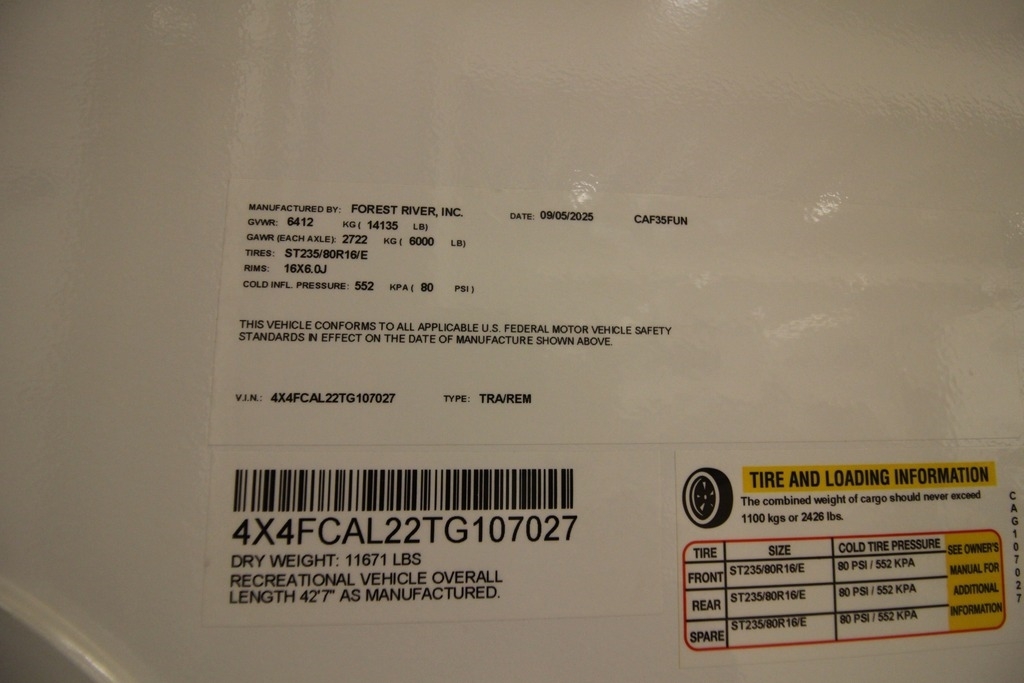 MANUFACTURED BY: FOREST RIVER, INC. DATE: 09/05/2025 CAF35FUN
GVWR: 6412 KG ( 14135 LB)
GAWR (EACH AXLE): 2722 KG ( 6000 LB)
TIRES: ST235/80R16/E
RIMS: 16X6.0J
COLD INFL. PRESSURE: 552 KPA ( 80 PSI )
THIS VEHICLE CONFORMS TO ALL APPLICABLE U.S. FEDERAL MOTOR VEHICLE SAFETY
STANDARDS IN EFFECT ON THE DATE OF MANUFACTURE SHOWN ABOVE.
V.I.N.: 4X4FCAL22TG107027 TYPE: TRA/REM
4X4FCAL22TG107027
DRY WEIGHT: 11671 LBS
RECREATIONAL VEHICLE OVERALL
LENGTH 42'7" AS MANUFACTURED.
TIRE AND LOADING INFORMATION
The combined weight of cargo should never exceed
1100 kgs or 2426 lbs.
TIRE SIZE COLD TIRE PRESSURE
FRONT ST235/80R16/E 80 PSI / 552 KPA
REAR ST235/80R16/E 80 PSI / 552 KPA
SPARE ST235/80R16/E 80 PSI / 552 KPA
SEE OWNER'S
MANUAL FOR
ADDITIONAL
INFORMATION
CAG107027